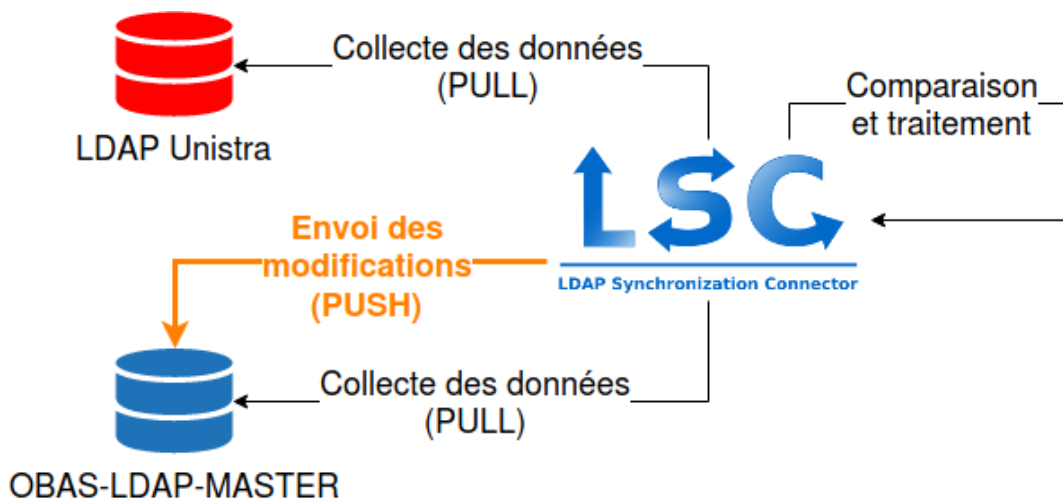 Collecte des données
(PULL)
LDAP Unistra
Comparaison
et traitement
LSC
LDAP Synchronization Connector
Envoi des
modifications
(PUSH)
Collecte des données
(PULL)
OBAS-LDAP-MASTER